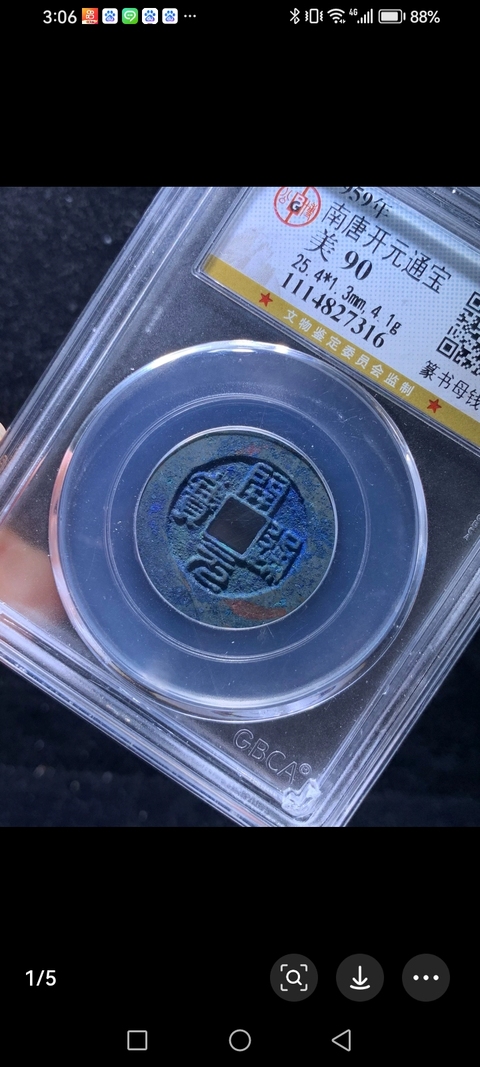 3:06
4G
88%
959年
南唐开元通宝
美 90
25.4*1.3mm,4.1g
1114827316
文物鉴定委员会监制
篆书母钱
G
開元通寶
GBCA®
1/5